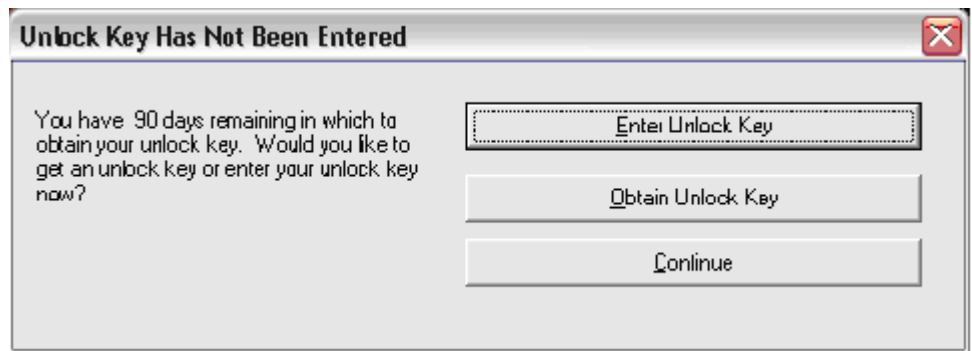 Unlock Key Has Not Been Entered
You have 90 days remaining in which to
obtain your unlock key. Would you like to
get an unlock key or enter your unlock key
now?
Enter Unlock Key
Obtain Unlock Key
Continue